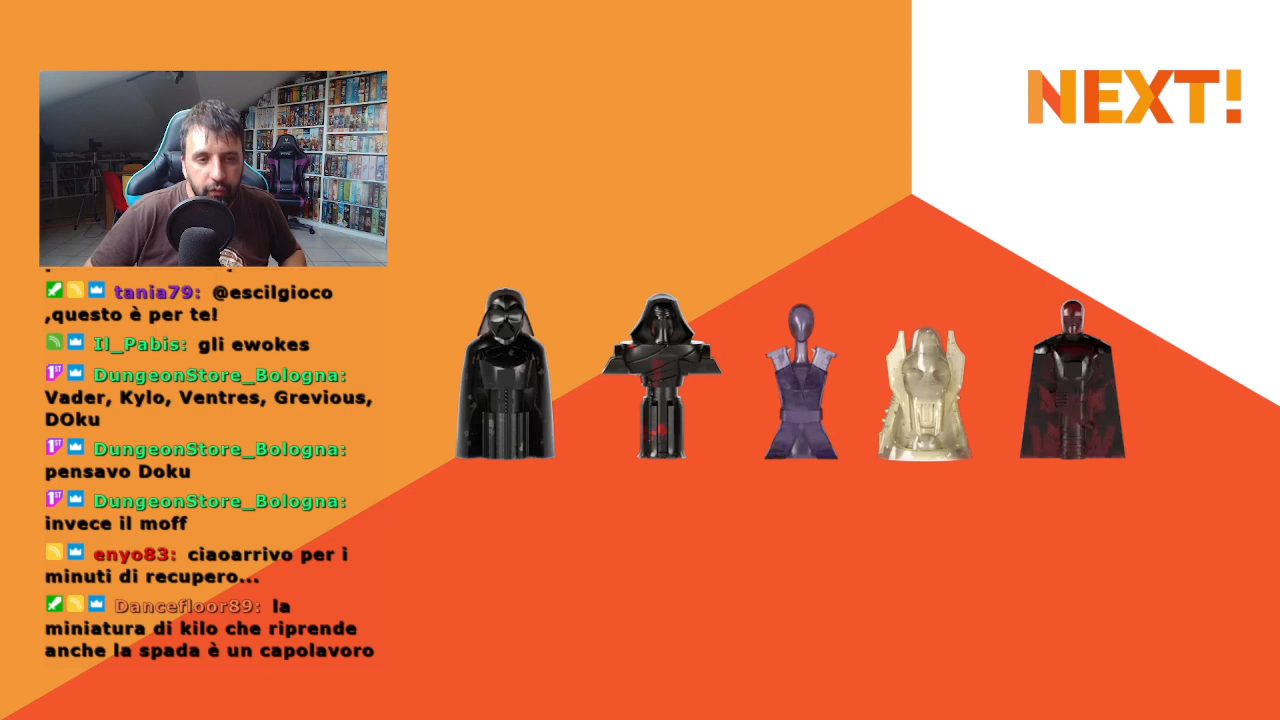 NEXT!
tania79: @escilgioco
,questo è per te!
Il_Pabis: gli ewokes
DungeonStore_Bologna:
Vader, Kylo, Ventres, Grevious,
DOku
DungeonStore_Bologna:
pensavo Doku
DungeonStore_Bologna:
invece il moff
enyo83: ciaoarrivo per i
minuti di recupero...
Dancefloor89: la
miniatura di kilo che riprende
anche la spada è un capolavoro